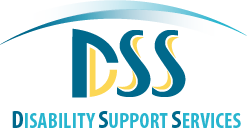 DSS
DISABILITY SUPPORT SERVICES